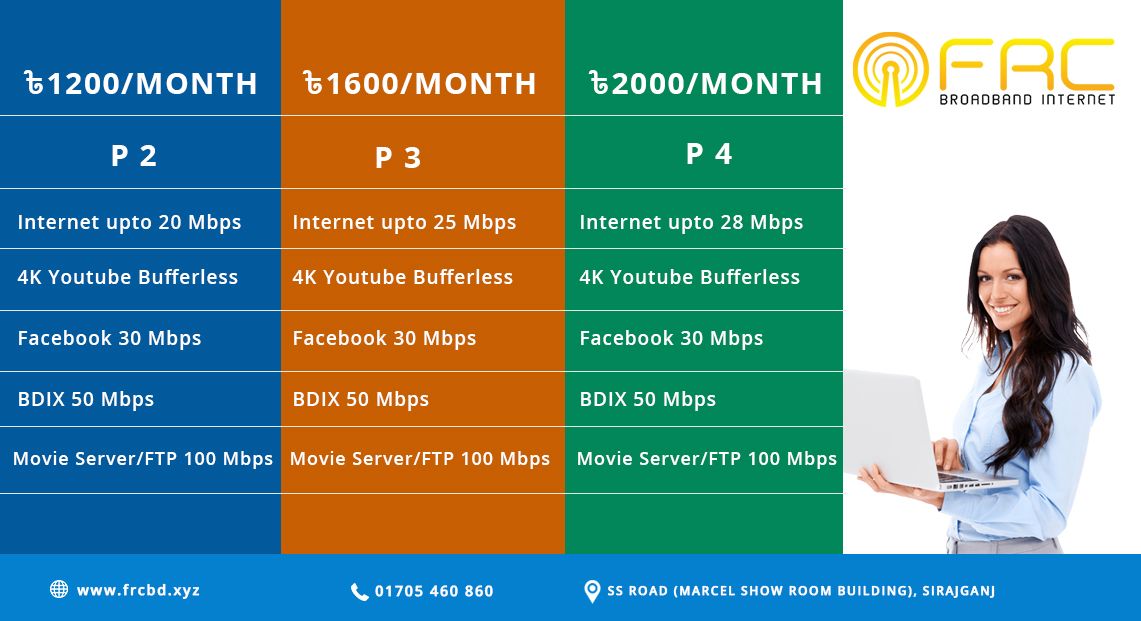 ৳1200/MONTH
P 2
Internet upto 20 Mbps
4K Youtube Bufferless
Facebook 30 Mbps
BDIX 50 Mbps
Movie Server/FTP 100 Mbps
৳1600/MONTH
P 3
Internet upto 25 Mbps
4K Youtube Bufferless
Facebook 30 Mbps
BDIX 50 Mbps
Movie Server/FTP 100 Mbps
৳2000/MONTH
P 4
Internet upto 28 Mbps
4K Youtube Bufferless
Facebook 30 Mbps
BDIX 50 Mbps
Movie Server/FTP 100 Mbps
FRC
BROADBAND INTERNET
www.frcbd.xyz
01705 460 860
SS ROAD (MARCEL SHOW ROOM BUILDING), SIRAJGANJ